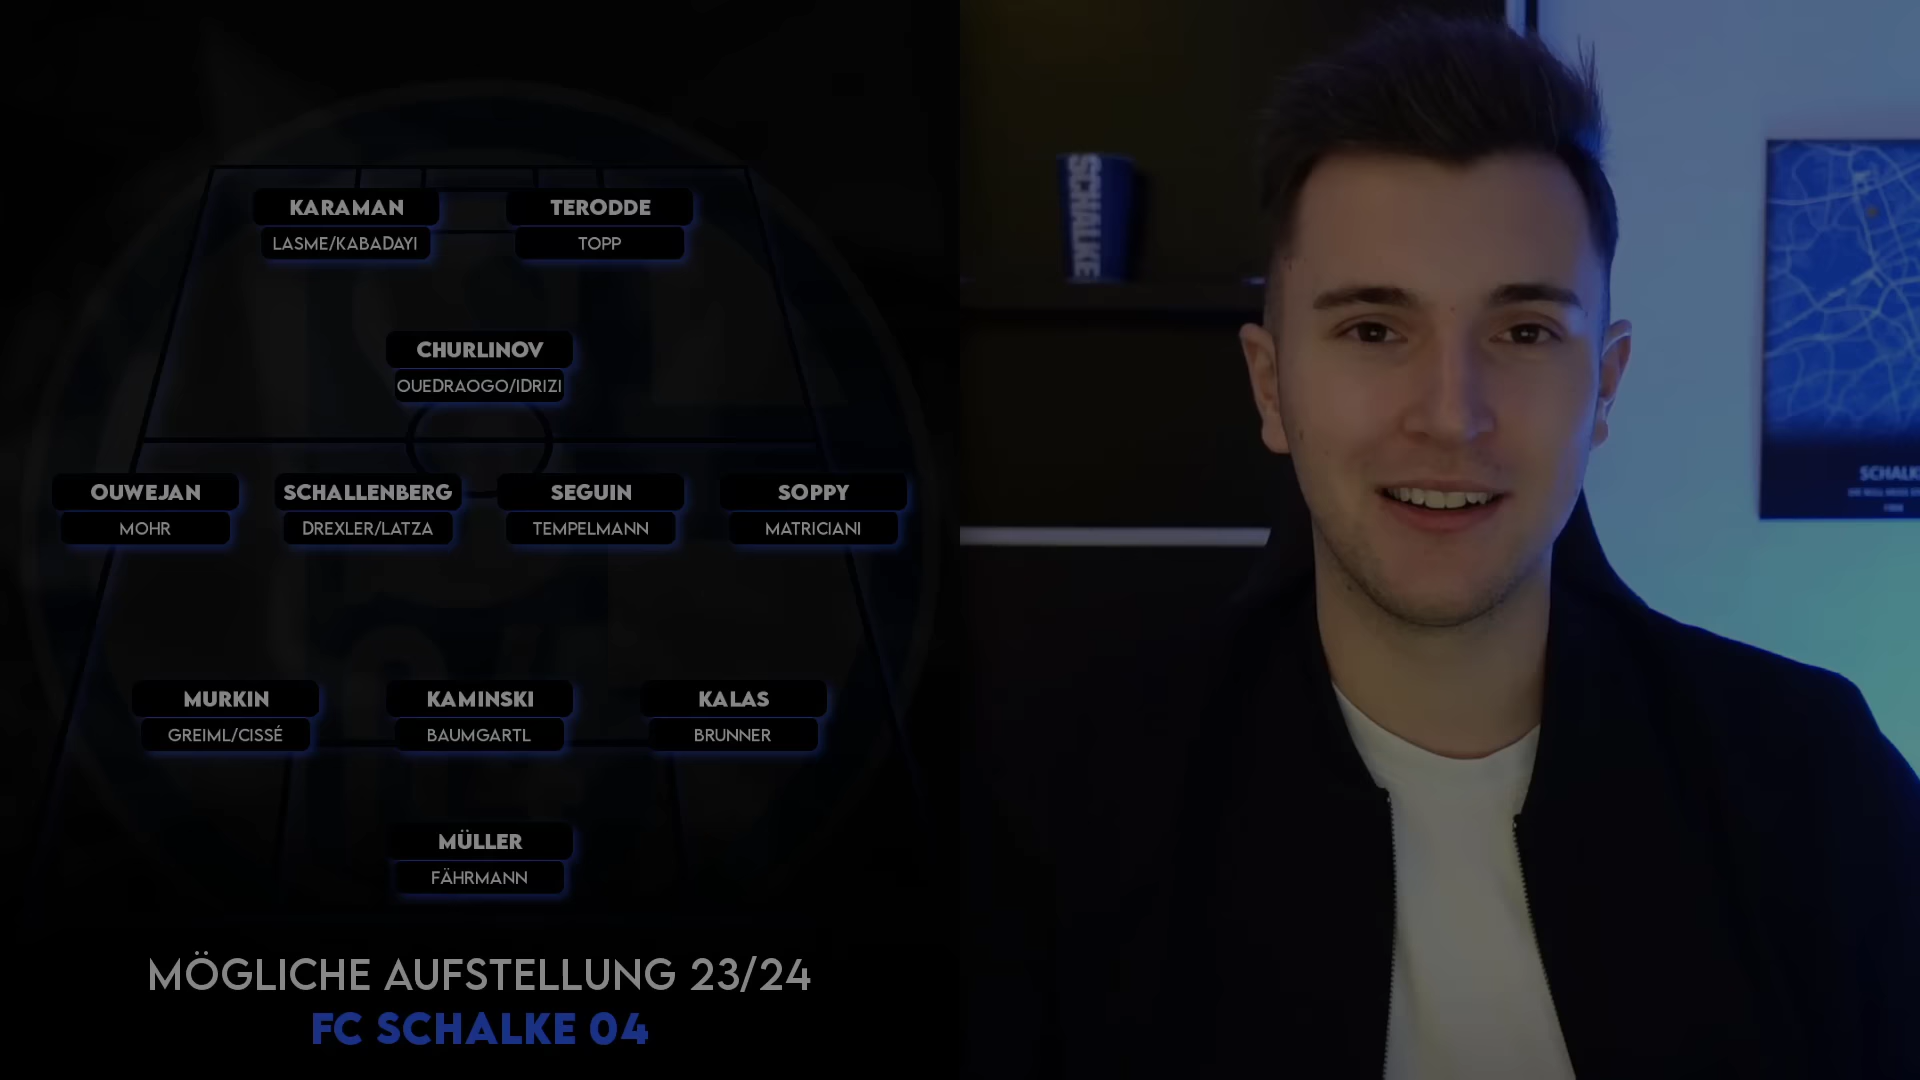 KARAMAN
LASME/KABADAYI
TERODDE
TOPP
CHURLINOV
OUEDRAOGO/IDRIZI
OUWEJAN
MOHR
SCHALLENBERG
DREXLER/LATZA
SEGUIN
TEMPELMANN
SOPPY
MATRICIANI
MURKIN
GREIML/CISSÉ
KAMINSKI
BAUMGARTL
KALAS
BRUNNER
MÜLLER
FÄHRMANN
MÖGLICHE AUFSTELLUNG 23/24
FC SCHALKE 04
SCHALKE
SCHALK